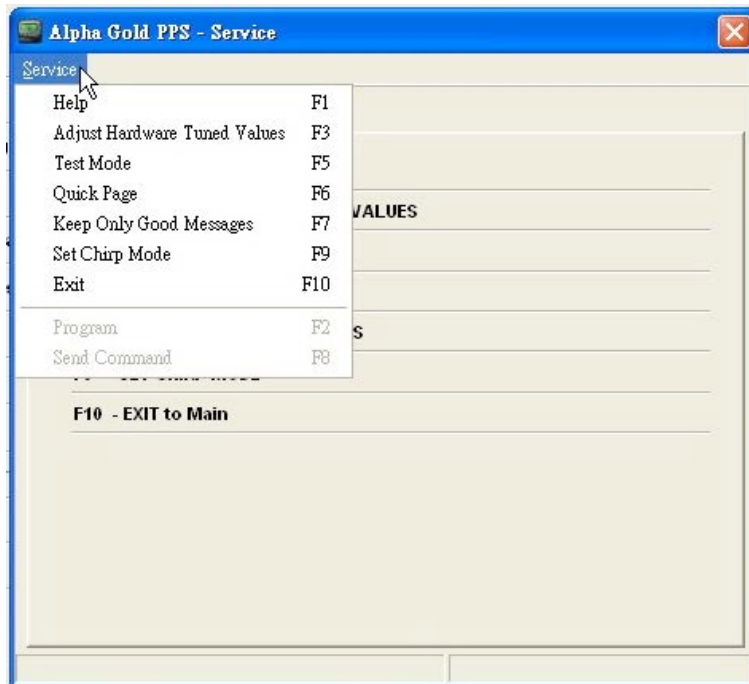 Alpha Gold PPS - Service
Service
Help F1
Adjust Hardware Tuned Values F3
Test Mode F5
Quick Page F6
VALUES
Keep Only Good Messages F7
Set Chirp Mode F9
Exit F10
Program F2
S
Send Command F8
F10 - EXIT to Main